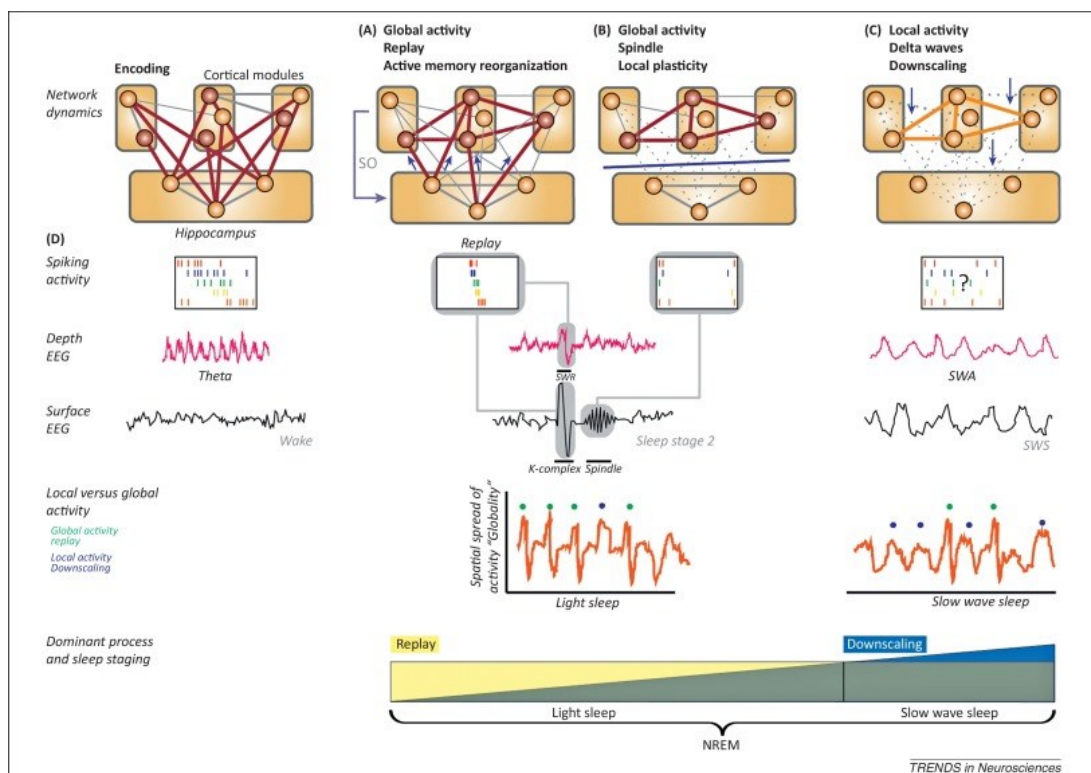 (A) Global activity
Replay
Active memory reorganization
(B) Global activity
Spindle
Local plasticity
(C) Local activity
Delta waves
Downscaling
Encoding
Cortical modules
Network
dynamics
SO
Hippocampus
(D)
Spiking
activity
Replay
?
Depth
EEG
Theta
SWR
SWA
Surface
EEG
Wake
Sleep stage 2
SWS
K-complex
Spindle
Local versus global
activity
Global activity
replay
Local activity
Downscaling
Spatial spread of
activity "Globality"
Light sleep
Slow wave sleep
Dominant process
and sleep staging
Replay
Downscaling
Light sleep
Slow wave sleep
NREM
TRENDS in Neurosciences